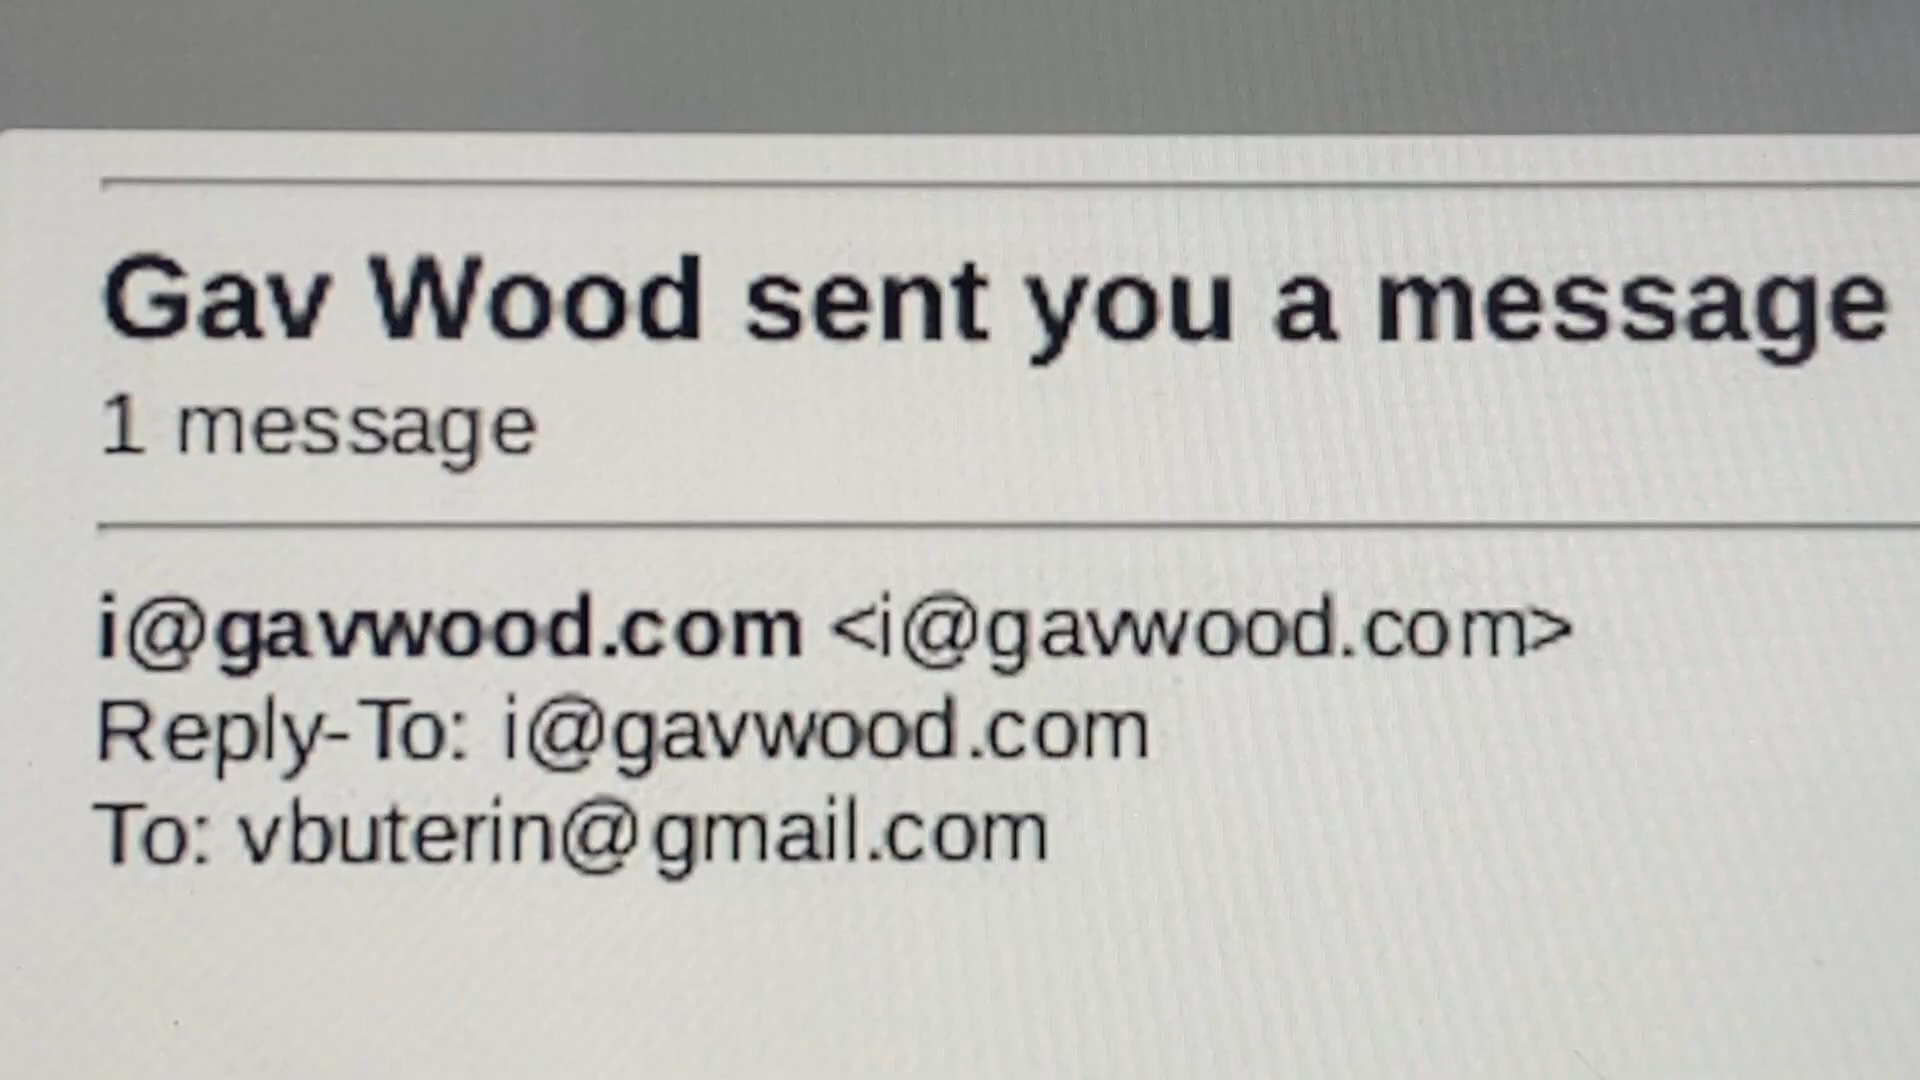 Gav Wood sent you a message
1 message
i@gavwood.com <i@gavwood.com>
Reply-To: i@gavwood.com
To: vbuterin@gmail.com